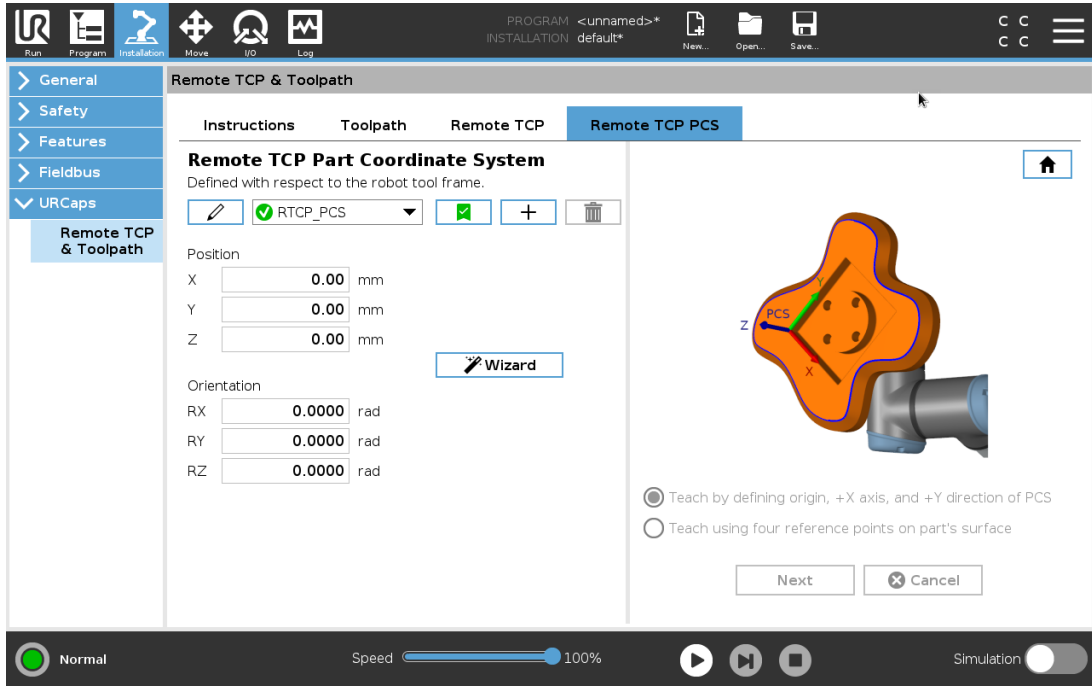 PROGRAM <unnamed>*
INSTALLATION default*
UR
Run
Program
Installation
Move
I/O
Log
New...
Open...
Save...
C C
C C
General
Safety
Features
Fieldbus
URCaps
Remote TCP
& Toolpath
Remote TCP & Toolpath
Instructions Toolpath Remote TCP Remote TCP PCS
Remote TCP Part Coordinate System
Defined with respect to the robot tool frame.
RTCP_PCS
Position
X 0.00 mm
Y 0.00 mm
Z 0.00 mm
Wizard
Orientation
RX 0.0000 rad
RY 0.0000 rad
RZ 0.0000 rad
Y
PCS
Z
X
Teach by defining origin, +X axis, and +Y direction of PCS
Teach using four reference points on part's surface
Next Cancel
Normal
Speed 100%
Simulation